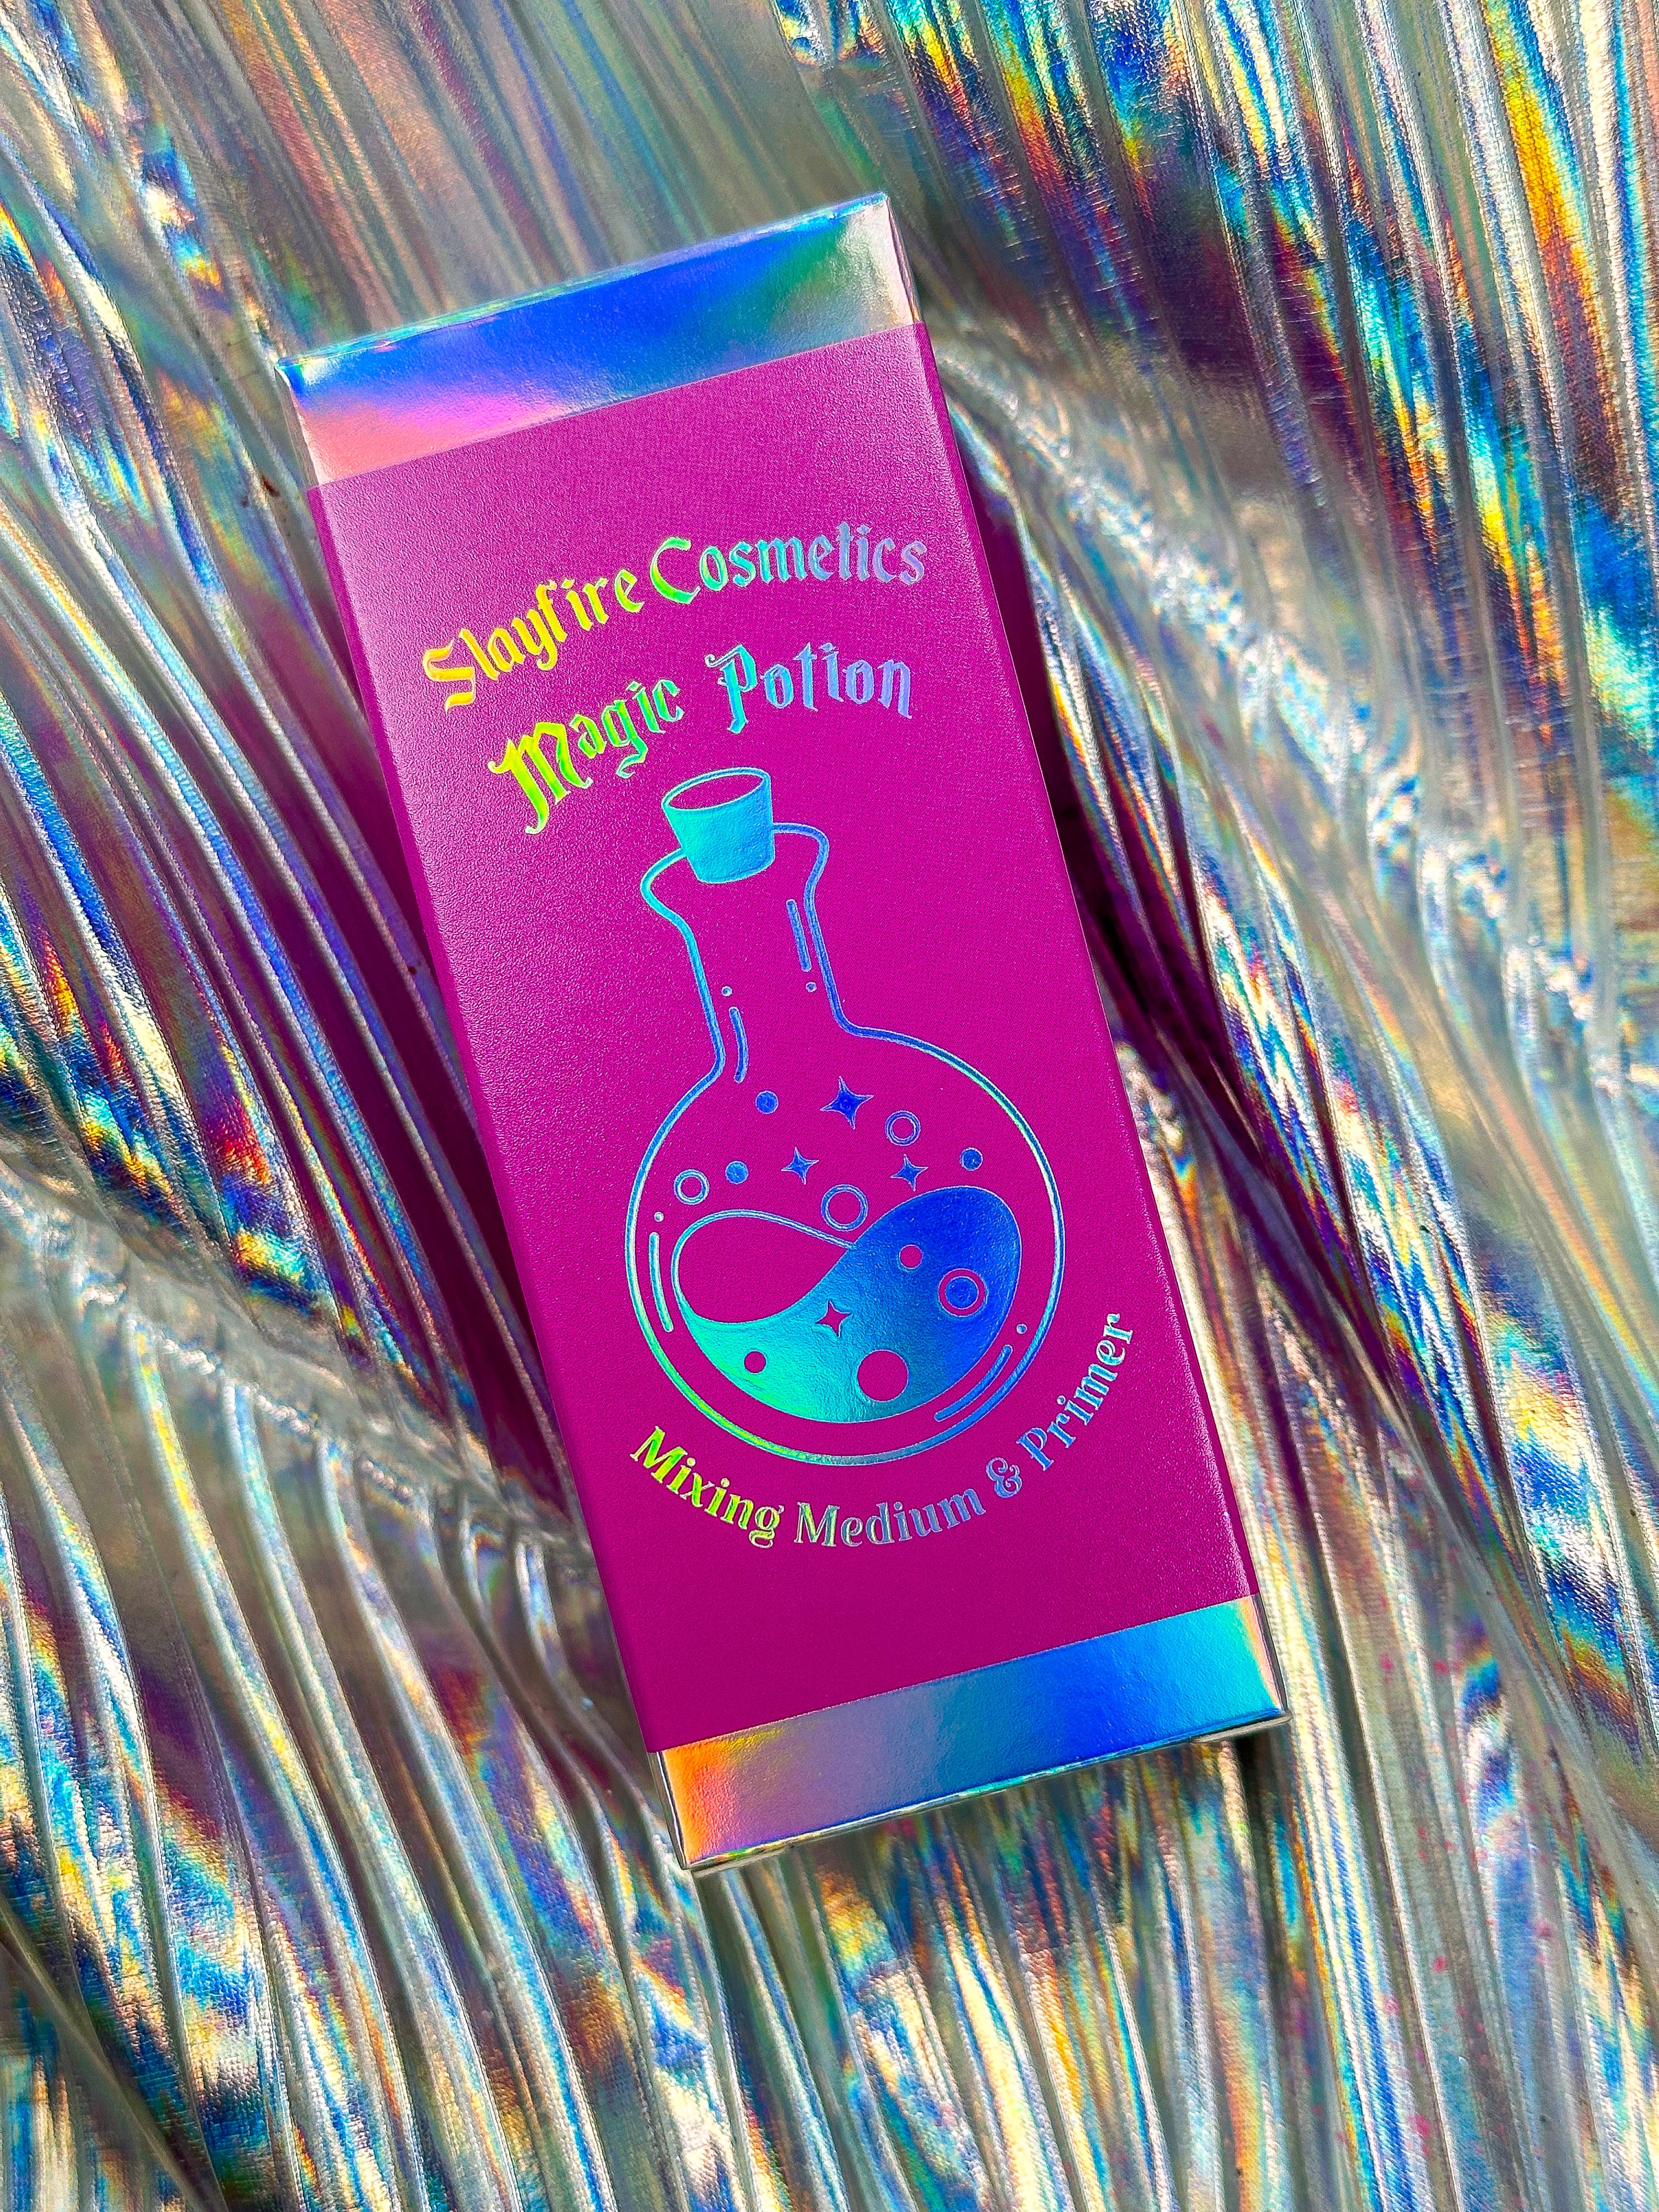 Slayfire Cosmetics
Magic Potion
Mixing Medium & Primer